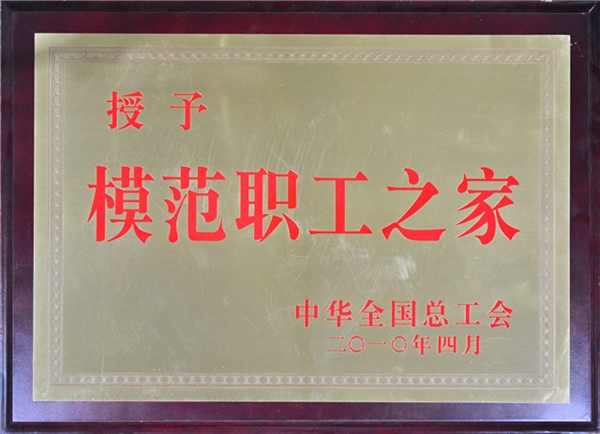 授予
模范职工之家
中华全国总工会
二〇一〇年四月